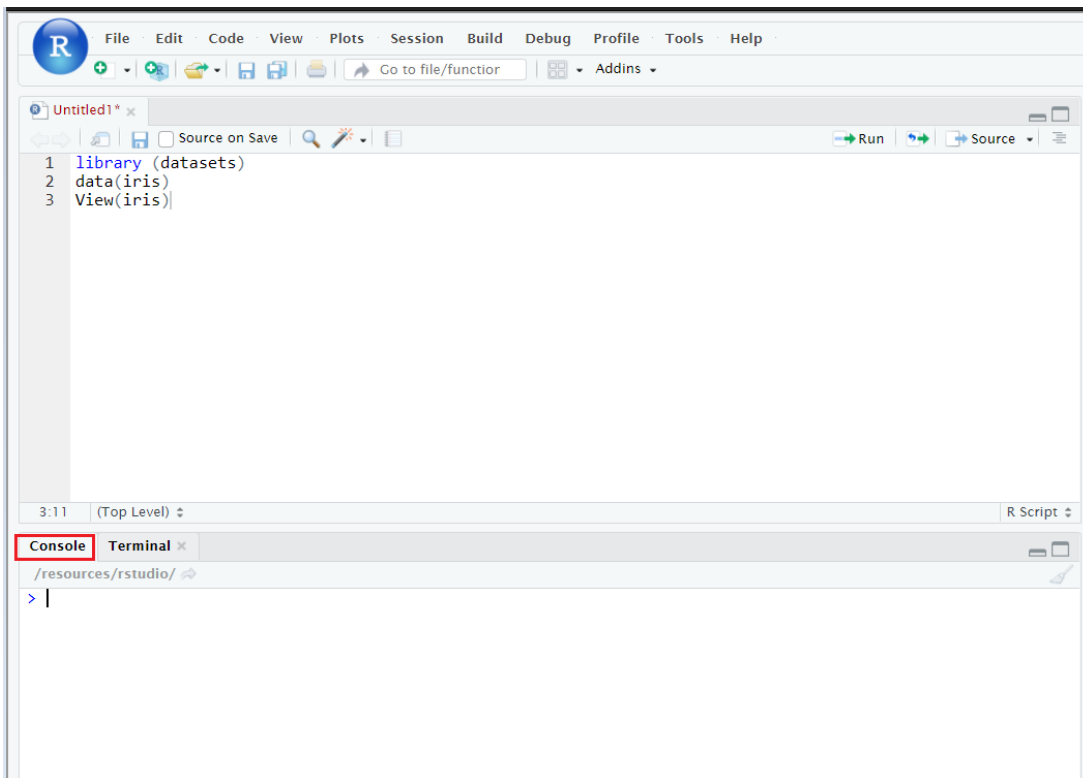 R
File Edit Code View Plots Session Build Debug Profile Tools Help
R Go to file/functior Addins
R Untitled1* x
Source on Save Run Source
1 library (datasets)
2 data(iris)
3 View(iris)
3:11 (Top Level) R Script
Console Terminal x
/resources/rstudio/
>